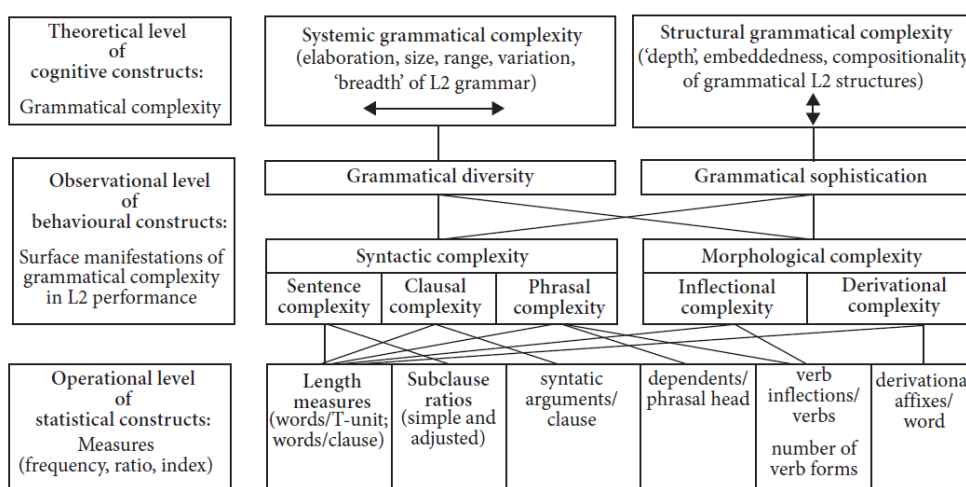 Theoretical level
of
cognitive constructs:
Grammatical complexity
Systemic grammatical complexity
(elaboration, size, range, variation,
‘breadth’ of L2 grammar)
Structural grammatical complexity
(‘depth’, embeddedness, compositionality
of grammatical L2 structures)
Observational level
of
behavioural constructs:
Surface manifestations of
grammatical complexity
in L2 performance
Grammatical diversity
Grammatical sophistication
Syntactic complexity
Morphological complexity
Sentence
complexity
Clausal
complexity
Phrasal
complexity
Inflectional
complexity
Derivational
complexity
Operational level
of
statistical constructs:
Measures
(frequency, ratio, index)
Length
measures
(words/T-unit;
words/clause)
Subclause
ratios
(simple and
adjusted)
syntatic
arguments/
clause
dependents/
phrasal head
verb
inflections/
verbs
number of
verb forms
derivationa
affixes/
word